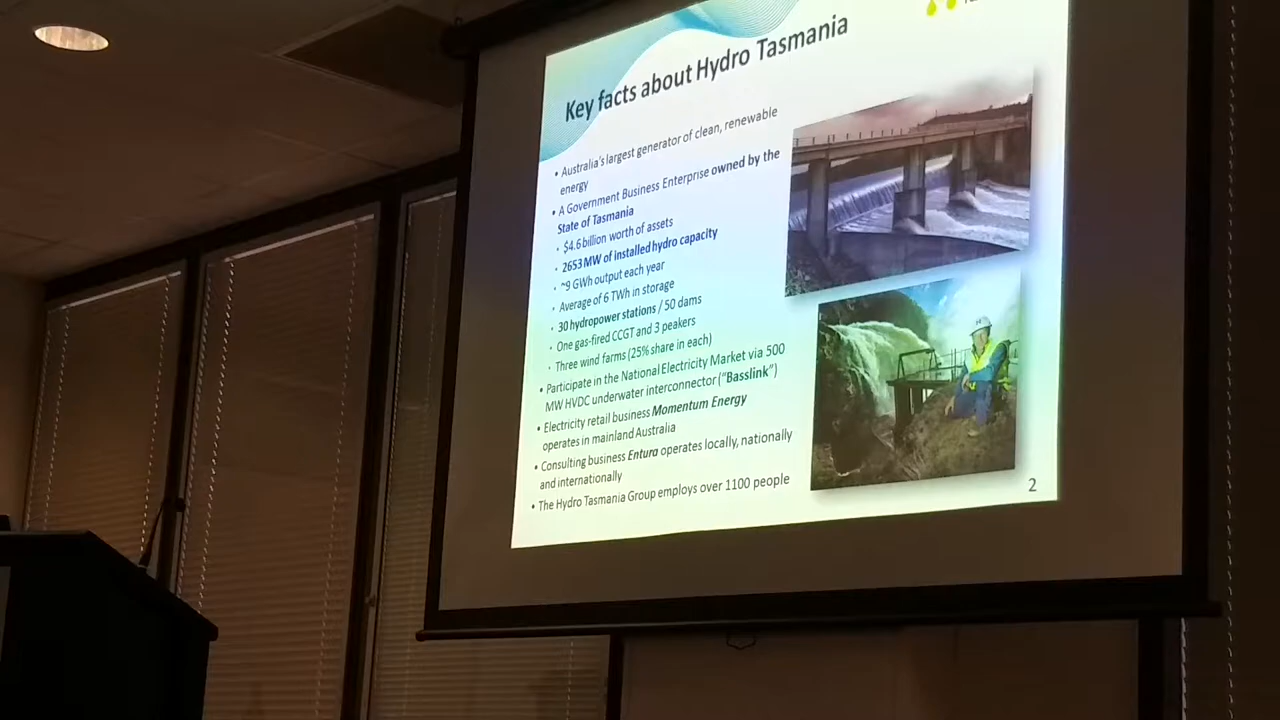 Key facts about Hydro Tasmania
• Australia's largest generator of clean, renewable
energy
• A Government Business Enterprise owned by the
State of Tasmania
• $4.6 billion worth of assets
• 2653 MW of installed hydro capacity
• ~9 GWh output each year
• Average of 6 TWh in storage
• 30 hydropower stations / 50 dams
• One gas-fired CCGT and 3 peakers
• Three wind farms (25% share in each)
• Participate in the National Electricity Market via 500
MW HVDC underwater interconnector ("Basslink")
• Electricity retail business Momentum Energy
operates in mainland Australia
• Consulting business Entura operates locally, nationally
and internationally
• The Hydro Tasmania Group employs over 1100 people
2